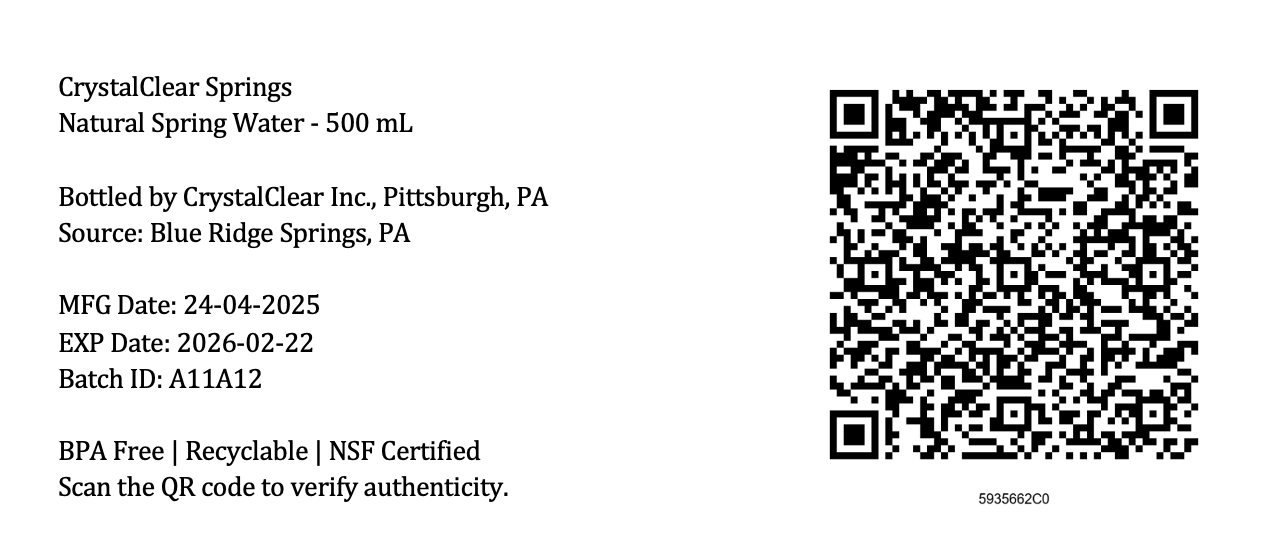 CrystalClear Springs
Natural Spring Water - 500 mL
Bottled by CrystalClear Inc., Pittsburgh, PA
Source: Blue Ridge Springs, PA
MFG Date: 24-04-2025
EXP Date: 2026-02-22
Batch ID: A11A12
BPA Free | Recyclable | NSF Certified
Scan the QR code to verify authenticity.
5935662C0